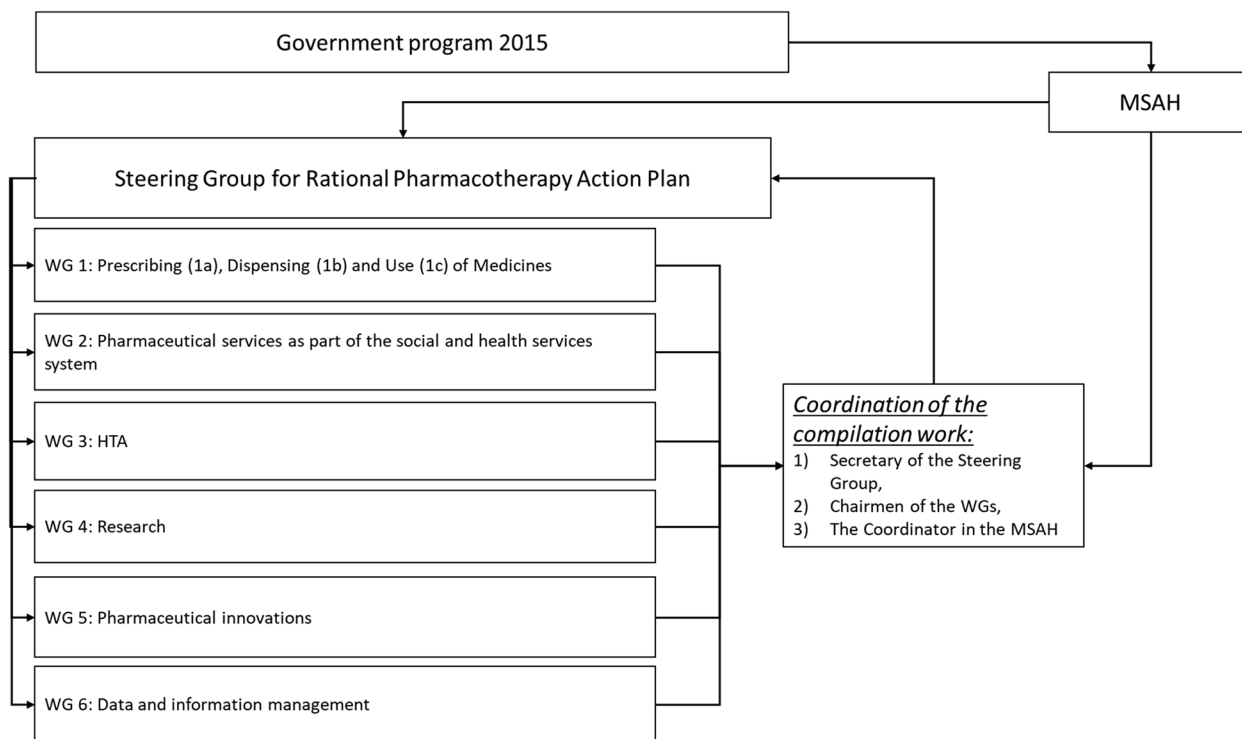 Government program 2015
MSAH
Steering Group for Rational Pharmacotherapy Action Plan
WG 1: Prescribing (1a), Dispensing (1b) and Use (1c) of Medicines
WG 2: Pharmaceutical services as part of the social and health services
system
WG 3: HTA
WG 4: Research
WG 5: Pharmaceutical innovations
WG 6: Data and information management
Coordination of the
compilation work:
1) Secretary of the Steering
Group,
2) Chairmen of the WGs,
3) The Coordinator in the MSAH